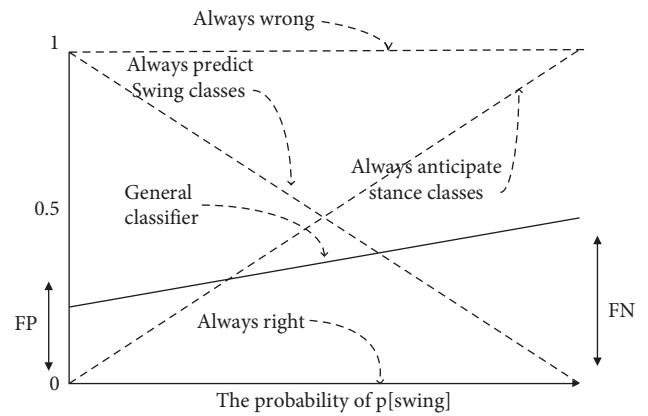 Always wrong
1
Always predict
Swing classes
Always anticipate
stance classes
General
classifier
0.5
FP
Always right
FN
0
The probability of p[swing]